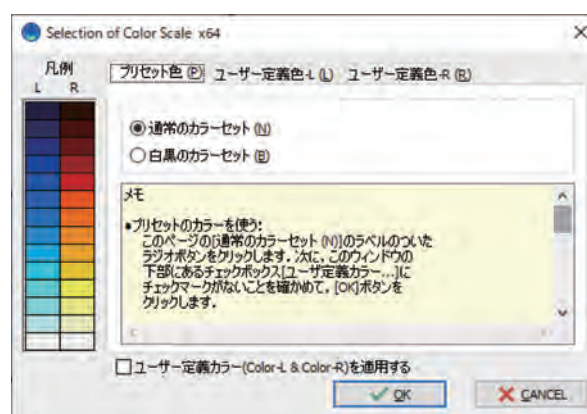 Selection of Color Scale x64
凡例
L R
プリセット色 (P) ユーザー定義色-L (L) ユーザー定義色-R (R)
通常のカラーセット (N)
白黒のカラーセット (B)
メモ
●プリセットのカラーを使う:
このページの[通常のカラーセット (N)]のラベルのついた
ラジオボタンをクリックします. 次に, このウィンドウの
下部にあるチェックボックス[ユーザ定義カラー...]に
チェックマークがないことを確かめて, [OK]ボタンを
クリックします.
ユーザー定義カラー(Color-L & Color-R)を適用する
OK CANCEL